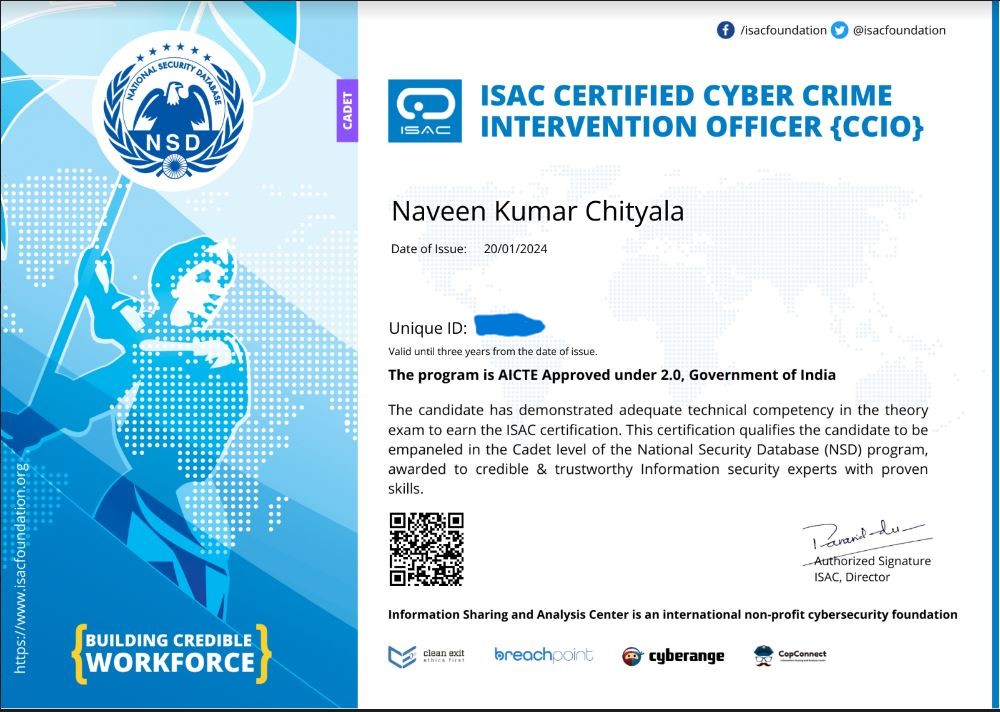 /isacfoundation @isacfoundation
NATIONAL SECURITY DATABASE
NSD
CADET
ISAC
ISAC CERTIFIED CYBER CRIME
INTERVENTION OFFICER {CCIO}
Naveen Kumar Chityala
Date of Issue: 20/01/2024
Unique ID:
Valid until three years from the date of issue.
The program is AICTE Approved under 2.0, Government of India
The candidate has demonstrated adequate technical competency in the theory
exam to earn the ISAC certification. This certification qualifies the candidate to be
empaneled in the Cadet level of the National Security Database (NSD) program,
awarded to credible & trustworthy Information security experts with proven
skills.
Authorized Signature
ISAC, Director
https://www.isacfoundation.org
Information Sharing and Analysis Center is an international non-profit cybersecurity foundation
{BUILDING CREDIBLE
WORKFORCE}
clean exit
ethics first
breachpoint
cyberange
CopConnect